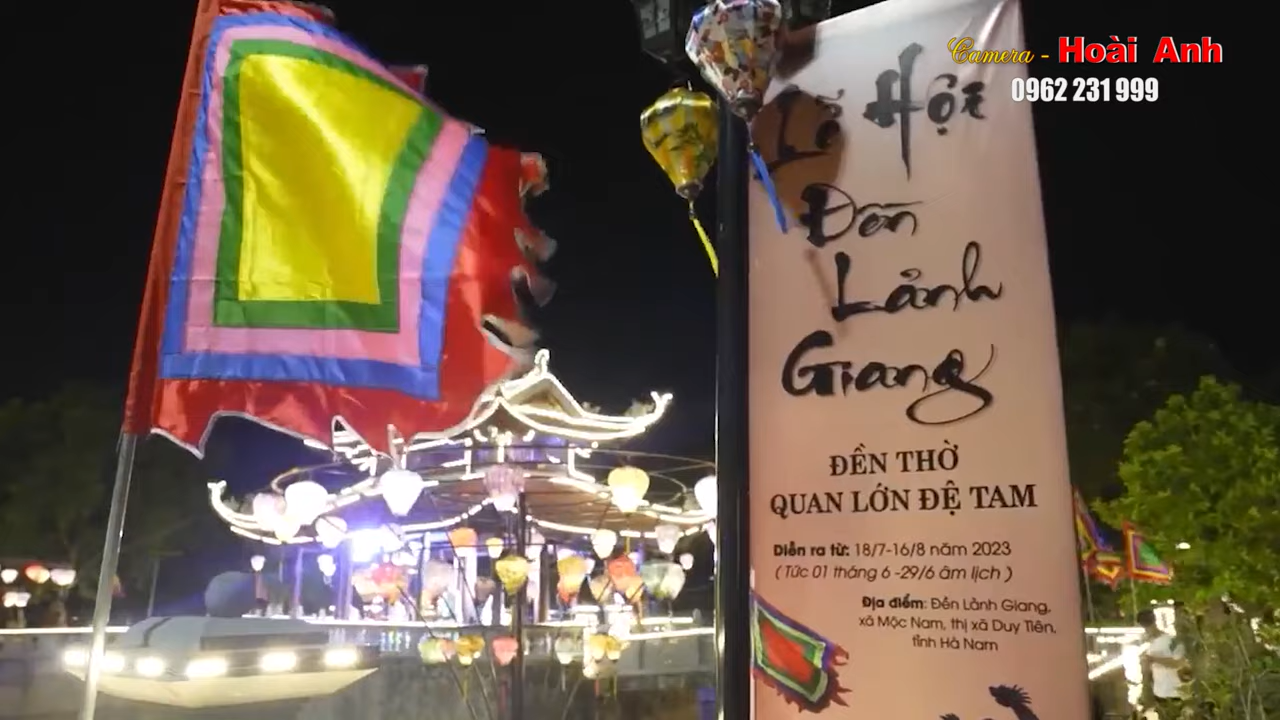 Camera - Hoài Anh
0962 231 999
Lễ Hội
Đền
Lảnh
Giang
ĐỀN THỜ
QUAN LỚN ĐỆ TAM
Diễn ra từ: 18/7-16/8 năm 2023
( Tức 01 tháng 6 -29/6 âm lịch )
Địa điểm: Đền Lảnh Giang,
xã Mộc Nam, thị xã Duy Tiên,
tỉnh Hà Nam